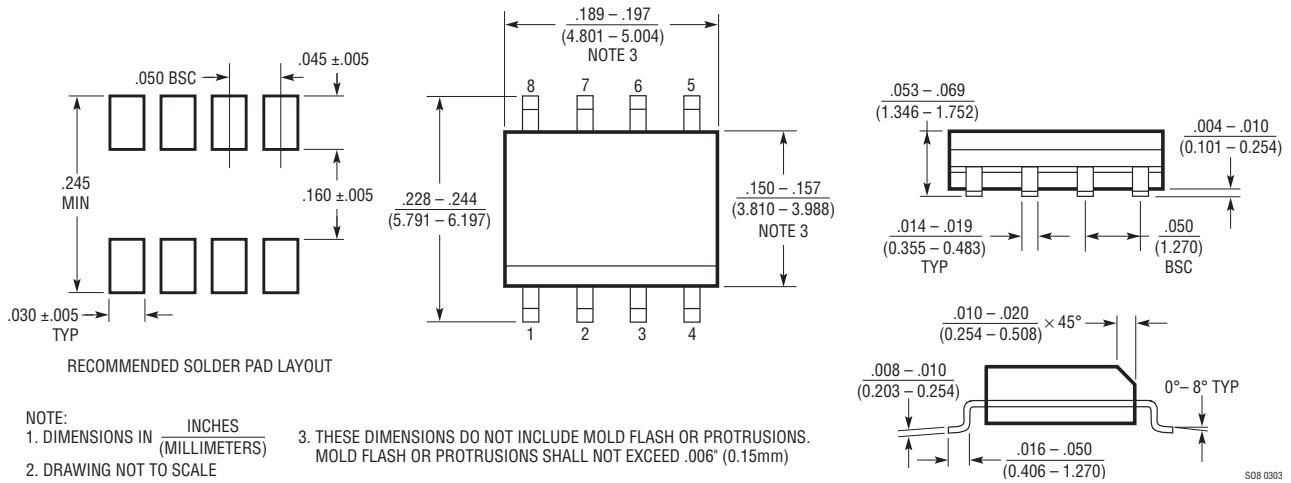 .050 BSC
.045 ±.005
.245
MIN
.160 ±.005
.030 ±.005
TYP
RECOMMENDED SOLDER PAD LAYOUT
.189 – .197
(4.801 – 5.004)
NOTE 3
8 7 6 5
.228 – .244
(5.791 – 6.197)
.150 – .157
(3.810 – 3.988)
NOTE 3
1 2 3 4
.053 – .069
(1.346 – 1.752)
.004 – .010
(0.101 – 0.254)
.014 – .019
(0.355 – 0.483)
TYP
.050
(1.270)
BSC
.010 – .020
(0.254 – 0.508)
× 45°
.008 – .010
(0.203 – 0.254)
0°– 8° TYP
.016 – .050
(0.406 – 1.270)
NOTE:
1. DIMENSIONS IN INCHES
(MILLIMETERS)
2. DRAWING NOT TO SCALE
3. THESE DIMENSIONS DO NOT INCLUDE MOLD FLASH OR PROTRUSIONS.
MOLD FLASH OR PROTRUSIONS SHALL NOT EXCEED .006" (0.15mm)
SO8 0303